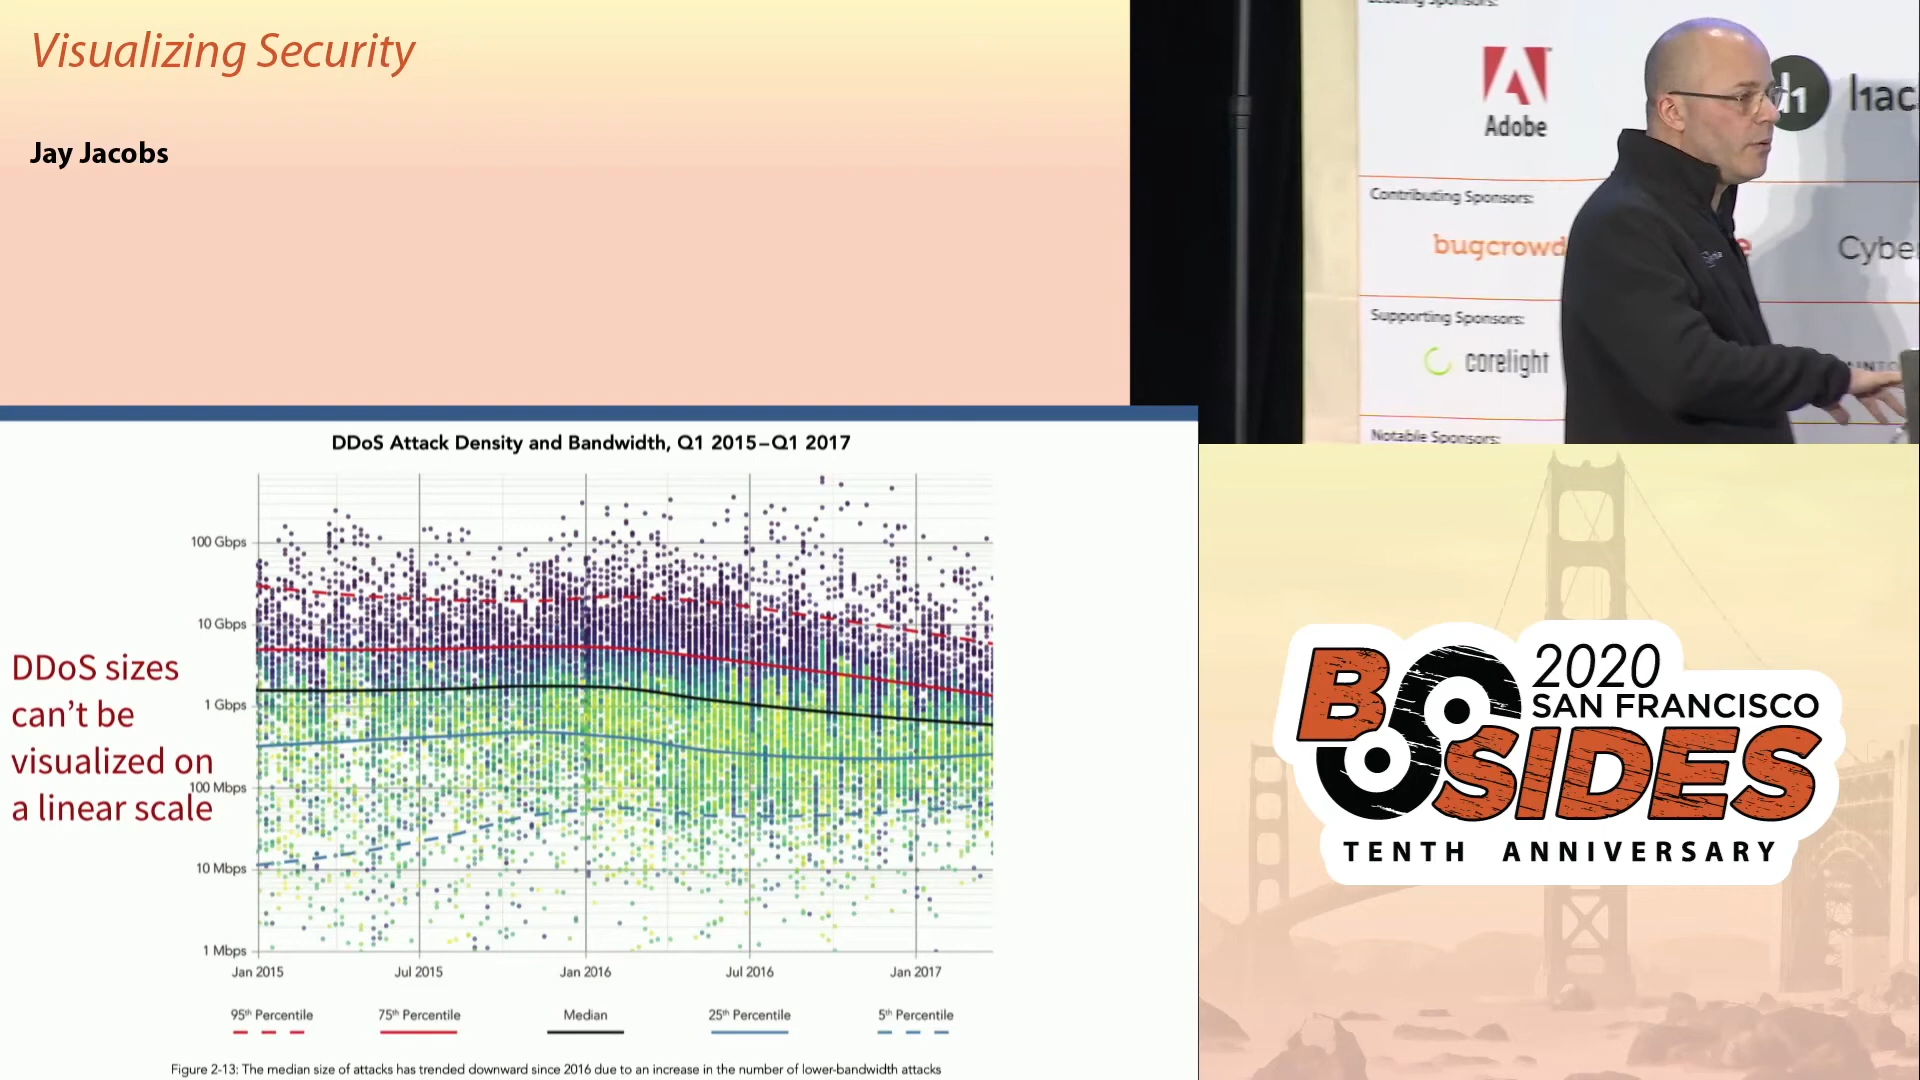 Visualizing Security
Jay Jacobs
Adobe
Contributing Sponsors:
bugcrowd
Supporting Sponsors:
corelight
Notable Sponsors:
DDoS Attack Density and Bandwidth, Q1 2015–Q1 2017
100 Gbps
10 Gbps
1 Gbps
100 Mbps
10 Mbps
1 Mbps
Jan 2015 Jul 2015 Jan 2016 Jul 2016 Jan 2017
95th Percentile 75th Percentile Median 25th Percentile 5th Percentile
Figure 2-13: The median size of attacks has trended downward since 2016 due to an increase in the number of lower-bandwidth attacks
DDoS sizes
can’t be
visualized on
a linear scale
2020
SAN FRANCISCO
BSIDES
TENTH ANNIVERSARY